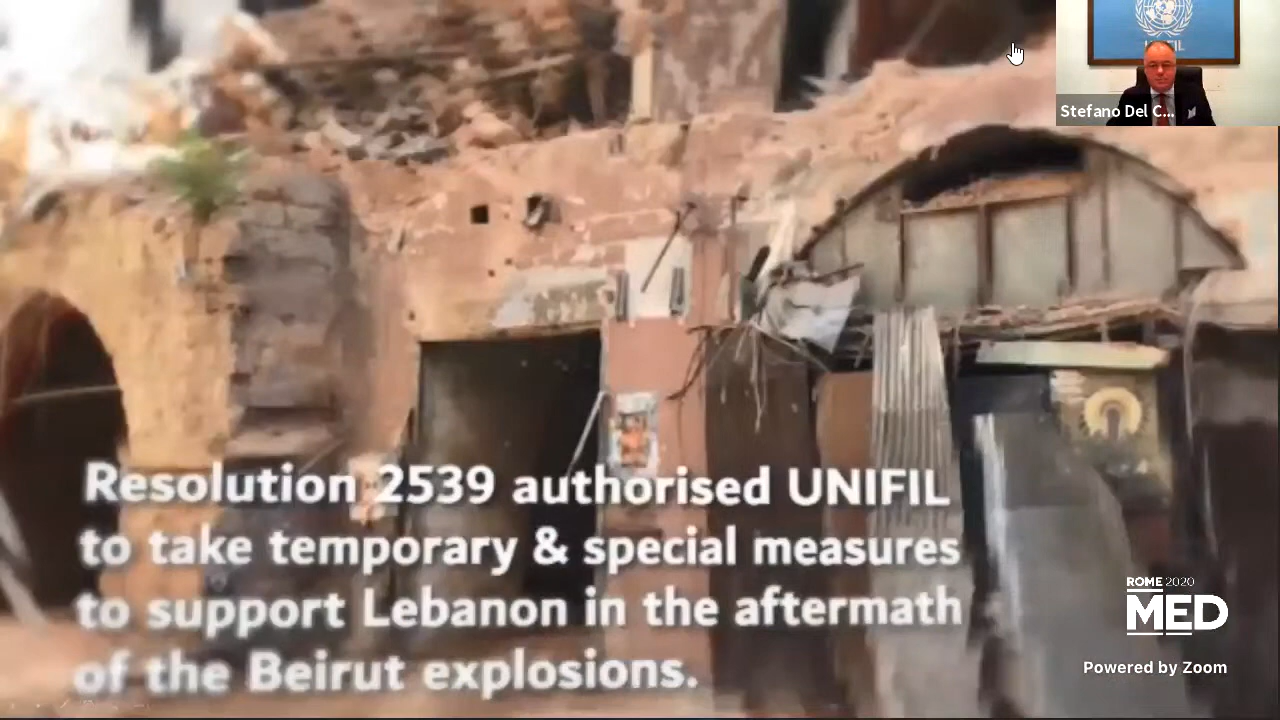 Stefano Del C...
Resolution 2539 authorised UNIFIL
to take temporary & special measures
to support Lebanon in the aftermath
of the Beirut explosions.
ROME 2020
MED
Powered by Zoom